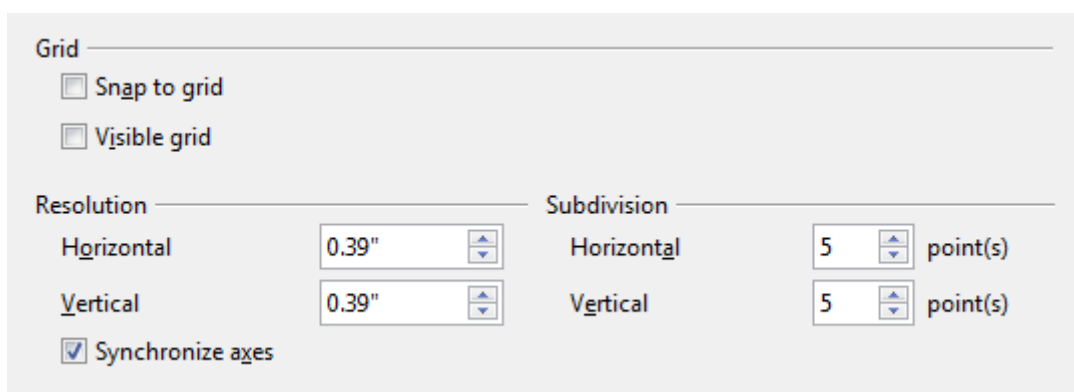 Grid
Snap to grid
Visible grid
Resolution
Horizontal 0.39"
Vertical 0.39"
Synchronize axes
Subdivision
Horizontal 5 point(s)
Vertical 5 point(s)